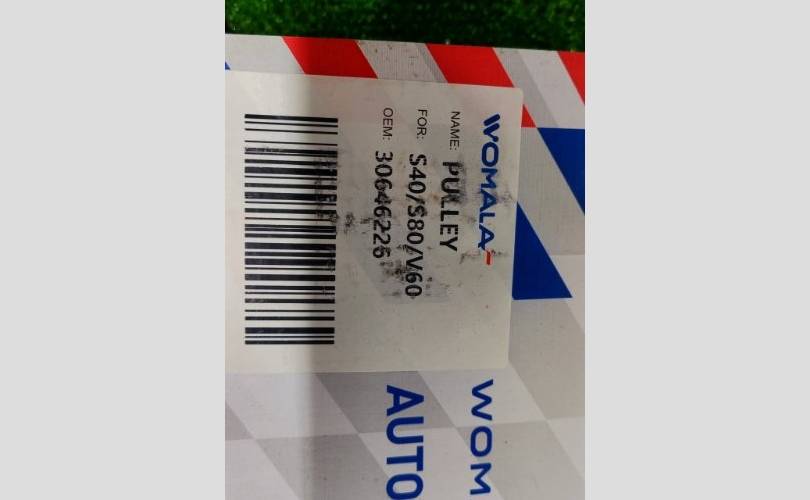 WOMALA
NAME: PULLEY
FOR: S40/S80/V60
OEM: 30646226
WOM
AUTO